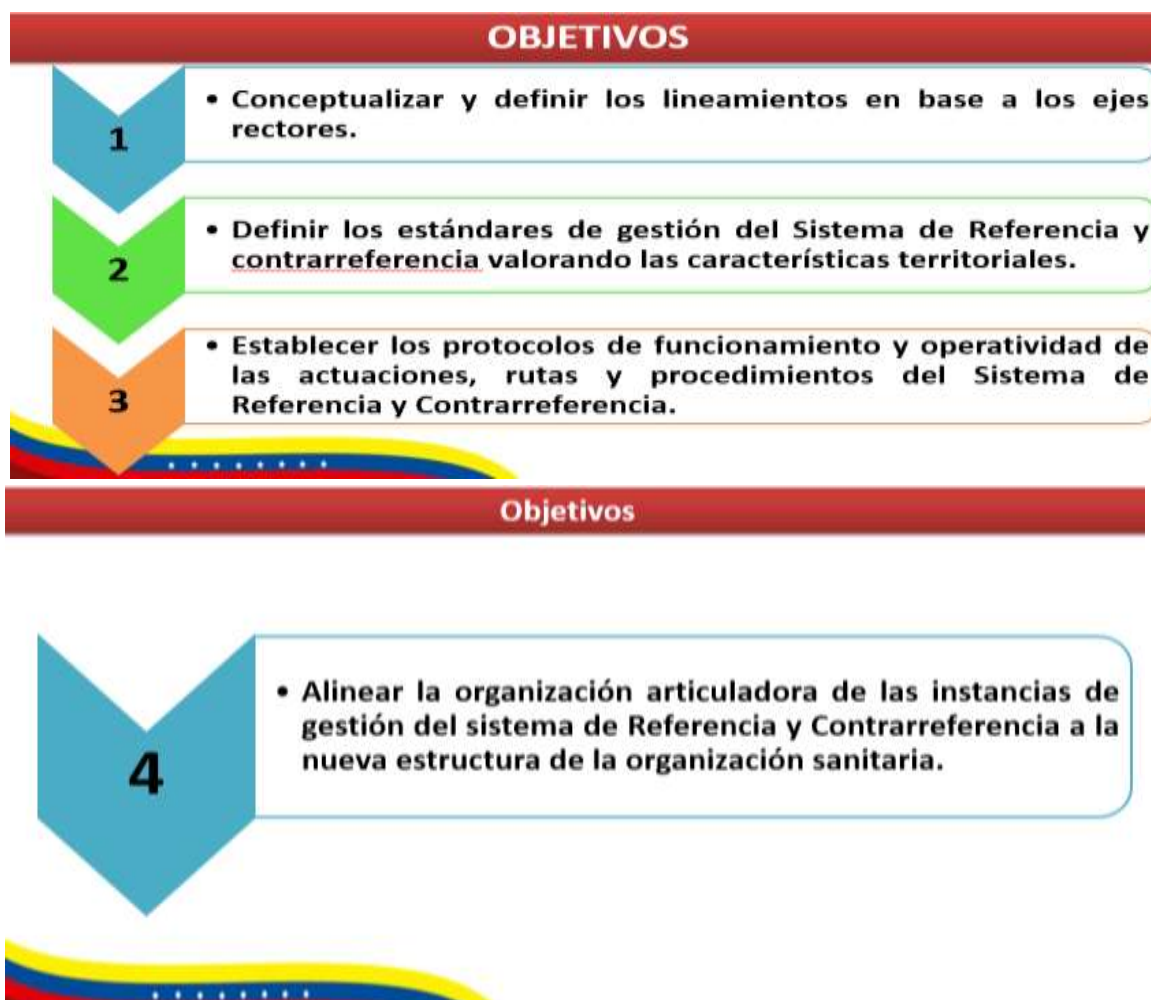 OBJETIVOS
1
• Conceptualizar y definir los lineamientos en base a los ejes
rectores.
2
• Definir los estándares de gestión del Sistema de Referencia y
contrarreferencia valorando las características territoriales.
3
• Establecer los protocolos de funcionamiento y operatividad de
las actuaciones, rutas y procedimientos del Sistema de
Referencia y Contrarreferencia.
Objetivos
4
• Alinear la organización articuladora de las instancias de
gestión del sistema de Referencia y Contrarreferencia a la
nueva estructura de la organización sanitaria.